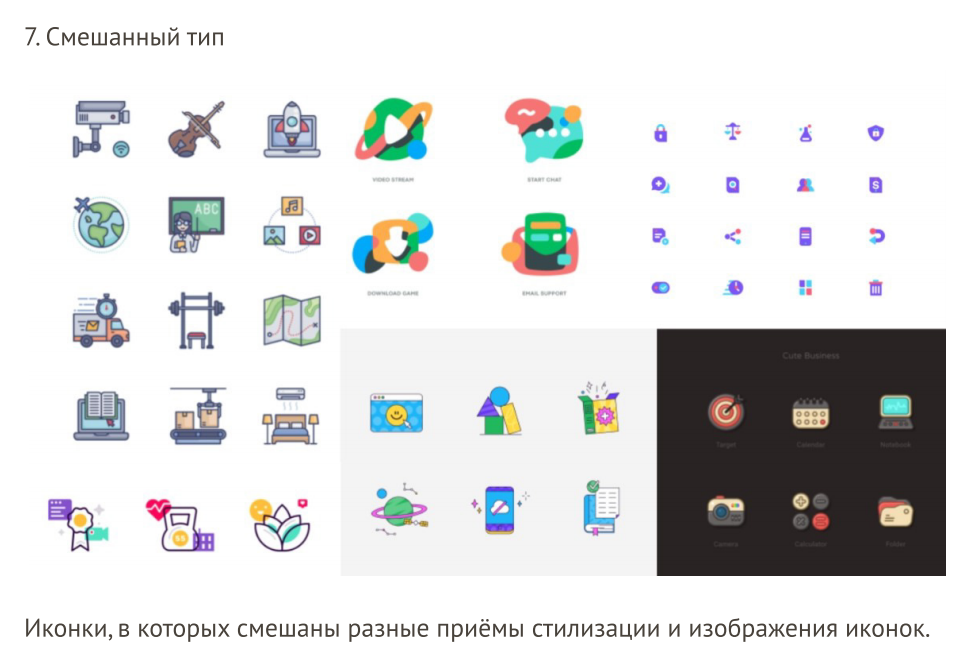 7. Смешанный тип
VIDEO STREAM
START CHAT
ABC
DOWNLOAD GAME
EMAIL SUPPORT
S
Cute Business
Target
Calendar
Notebook
Camera
Calculator
Folder
Иконки, в которых смешаны разные приёмы стилизации и изображения иконок.